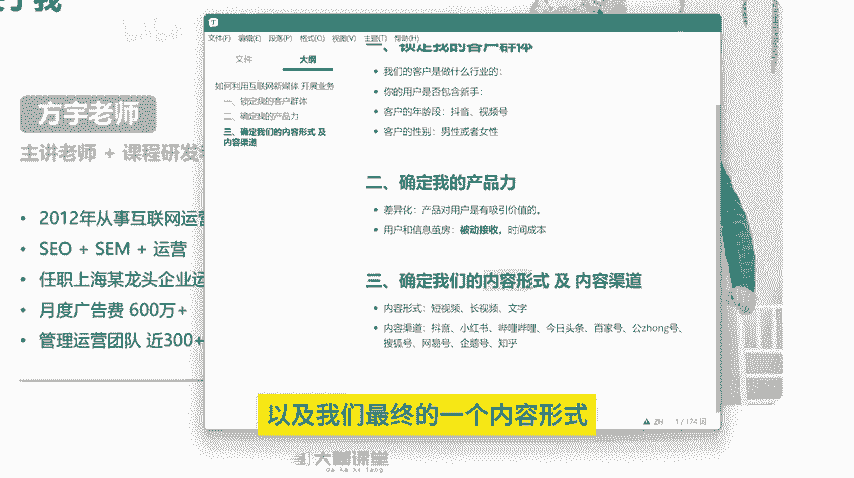 方宇老师
主讲老师 + 课程研发
• 2012年从事互联网运营
• SEO + SEM + 运营
• 任职上海某龙头企业运
• 月度广告费 600万+
• 管理运营团队 近300+
文件(F) 编辑(E) 段落(P) 格式(O) 视图(V) 主题(T) 帮助(H)
文件 大纲
如何利用互联网新媒体 开展业务
一、锁定我的客户群体
二、确定我的产品力
三、确定我们的内容形式 及
内容渠道
一、锁定我的客户群体
• 我们的客户是做什么行业的:
• 你的用户是否包含新手:
• 客户的年龄段: 抖音、视频号
• 客户的性别: 男性或者女性
二、确定我的产品力
• 差异化: 产品对用户是有吸引价值的。
• 用户和信息茧房: 被动接收, 时间成本
三、确定我们的内容形式 及 内容渠道
• 内容形式: 短视频、长视频、文字
• 内容渠道: 抖音、小红书、哔哩哔哩、今日头条、百家号、公zhong号、
搜狐号、网易号、企鹅号、知乎
以及我们最终的一个内容形式
ZH 1 / 124 词